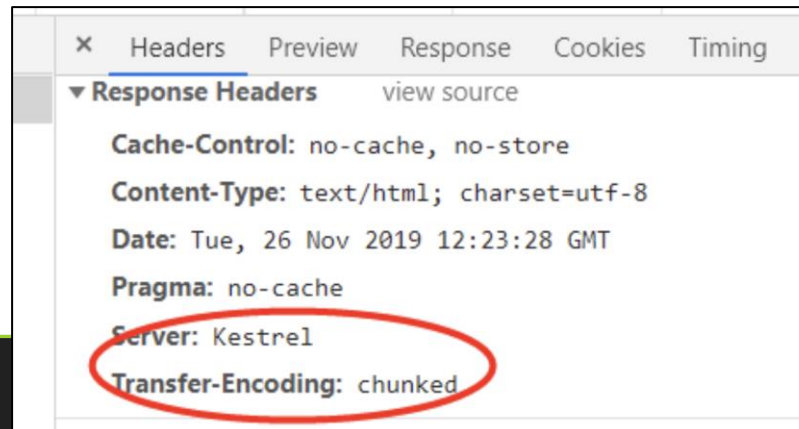 × Headers Preview Response Cookies Timing
▼ Response Headers view source
Cache-Control: no-cache, no-store
Content-Type: text/html; charset=utf-8
Date: Tue, 26 Nov 2019 12:23:28 GMT
Pragma: no-cache
Server: Kestrel
Transfer-Encoding: chunked